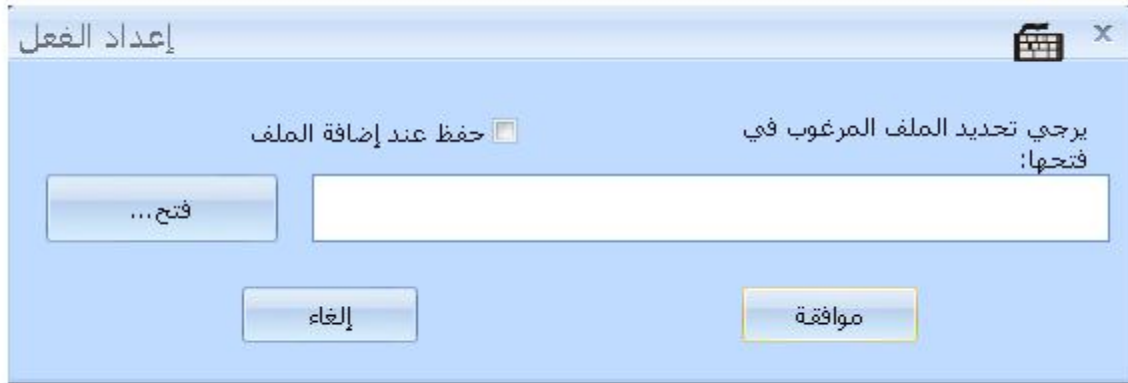 إعداد الفعل
x
يرجي تحديد الملف المرغوب في
فتحها:
حفظ عند إضافة الملف
فتح...
موافقة
إلغاء